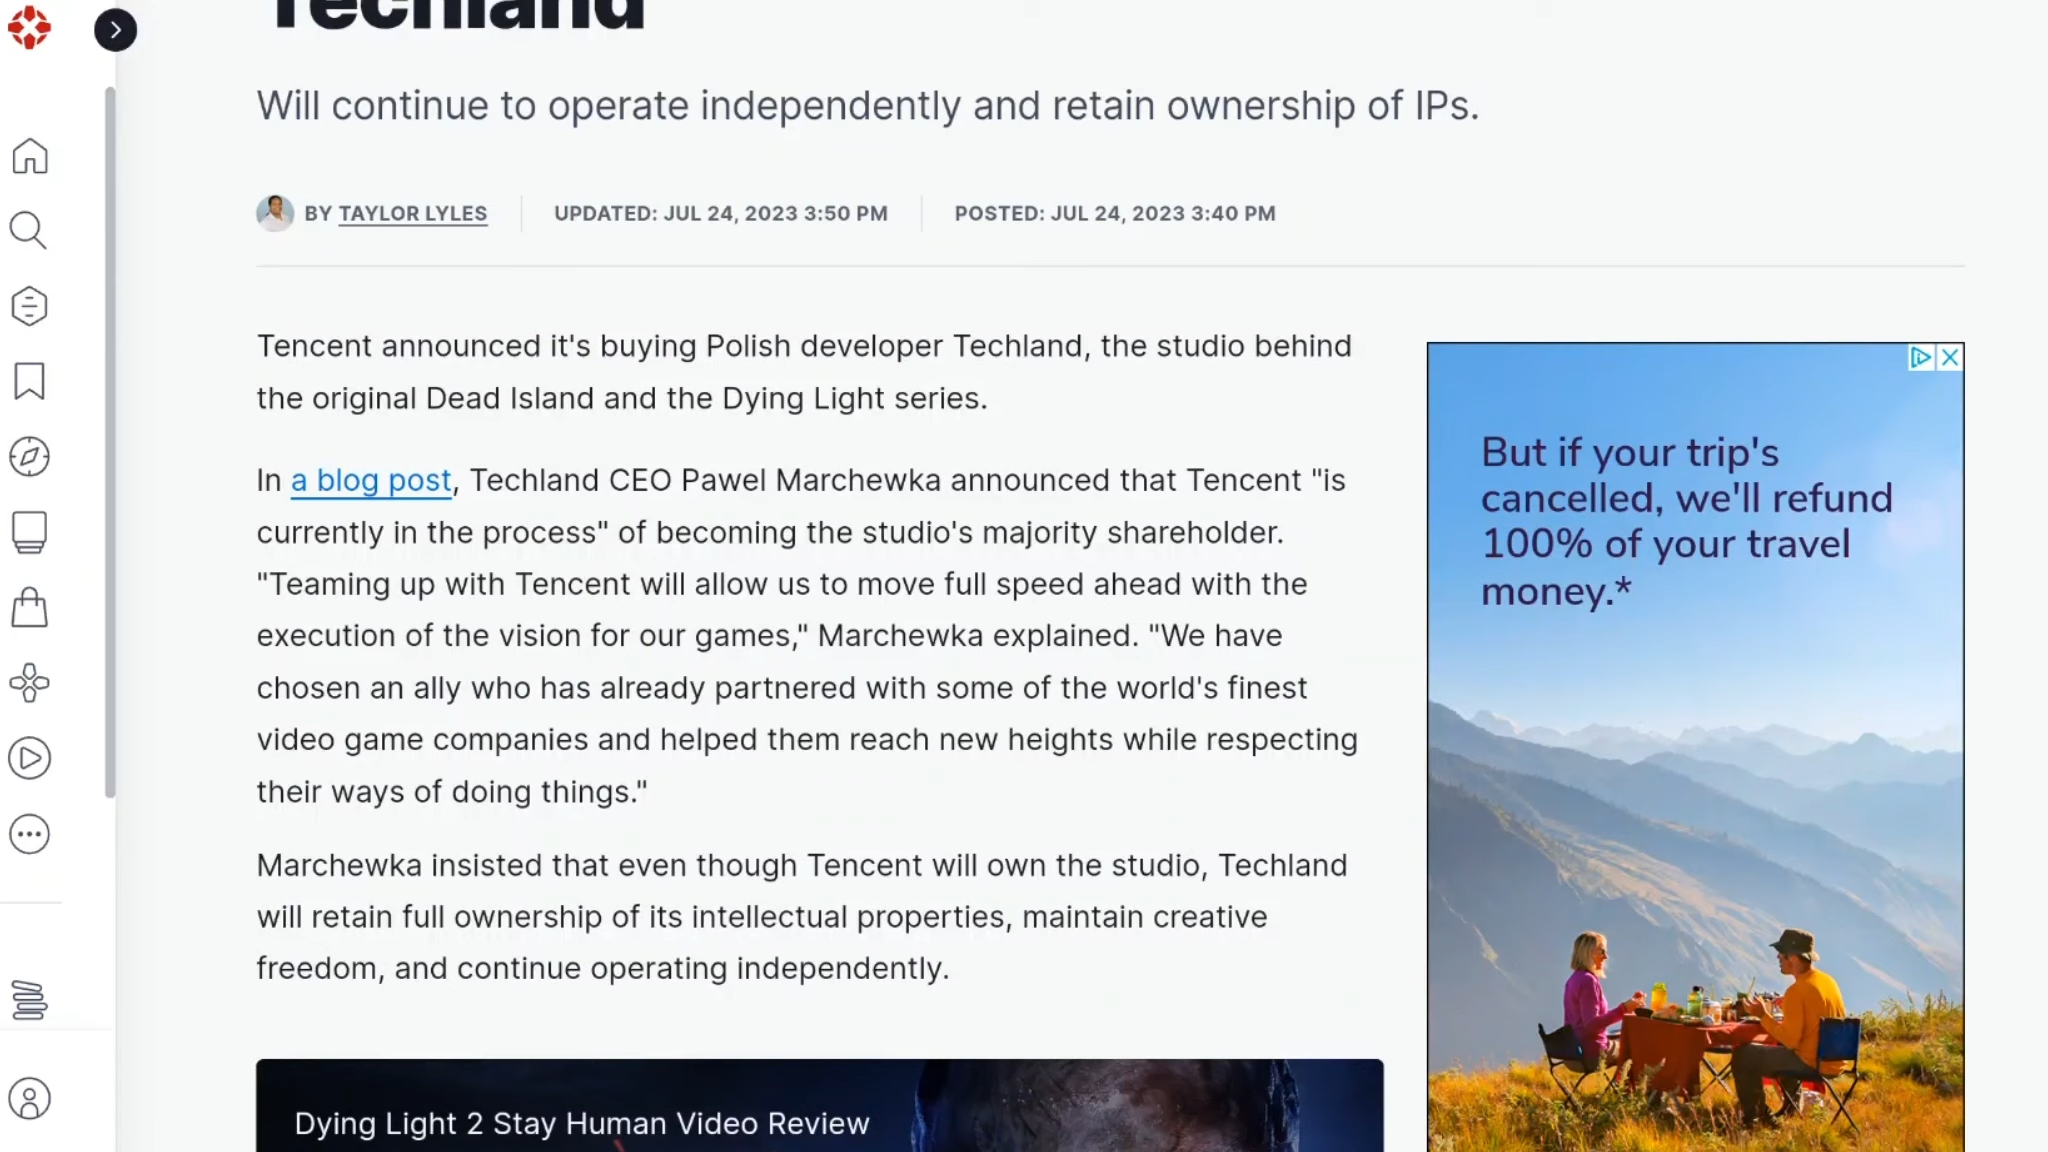 Techland
Will continue to operate independently and retain ownership of IPs.
BY TAYLOR LYLES
UPDATED: JUL 24, 2023 3:50 PM
POSTED: JUL 24, 2023 3:40 PM
Tencent announced it's buying Polish developer Techland, the studio behind
the original Dead Island and the Dying Light series.
In a blog post, Techland CEO Pawel Marchewka announced that Tencent "is
currently in the process" of becoming the studio's majority shareholder.
"Teaming up with Tencent will allow us to move full speed ahead with the
execution of the vision for our games," Marchewka explained. "We have
chosen an ally who has already partnered with some of the world's finest
video game companies and helped them reach new heights while respecting
their ways of doing things."
Marchewka insisted that even though Tencent will own the studio, Techland
will retain full ownership of its intellectual properties, maintain creative
freedom, and continue operating independently.
Dying Light 2 Stay Human Video Review
But if your trip's
cancelled, we'll refund
100% of your travel
money.*